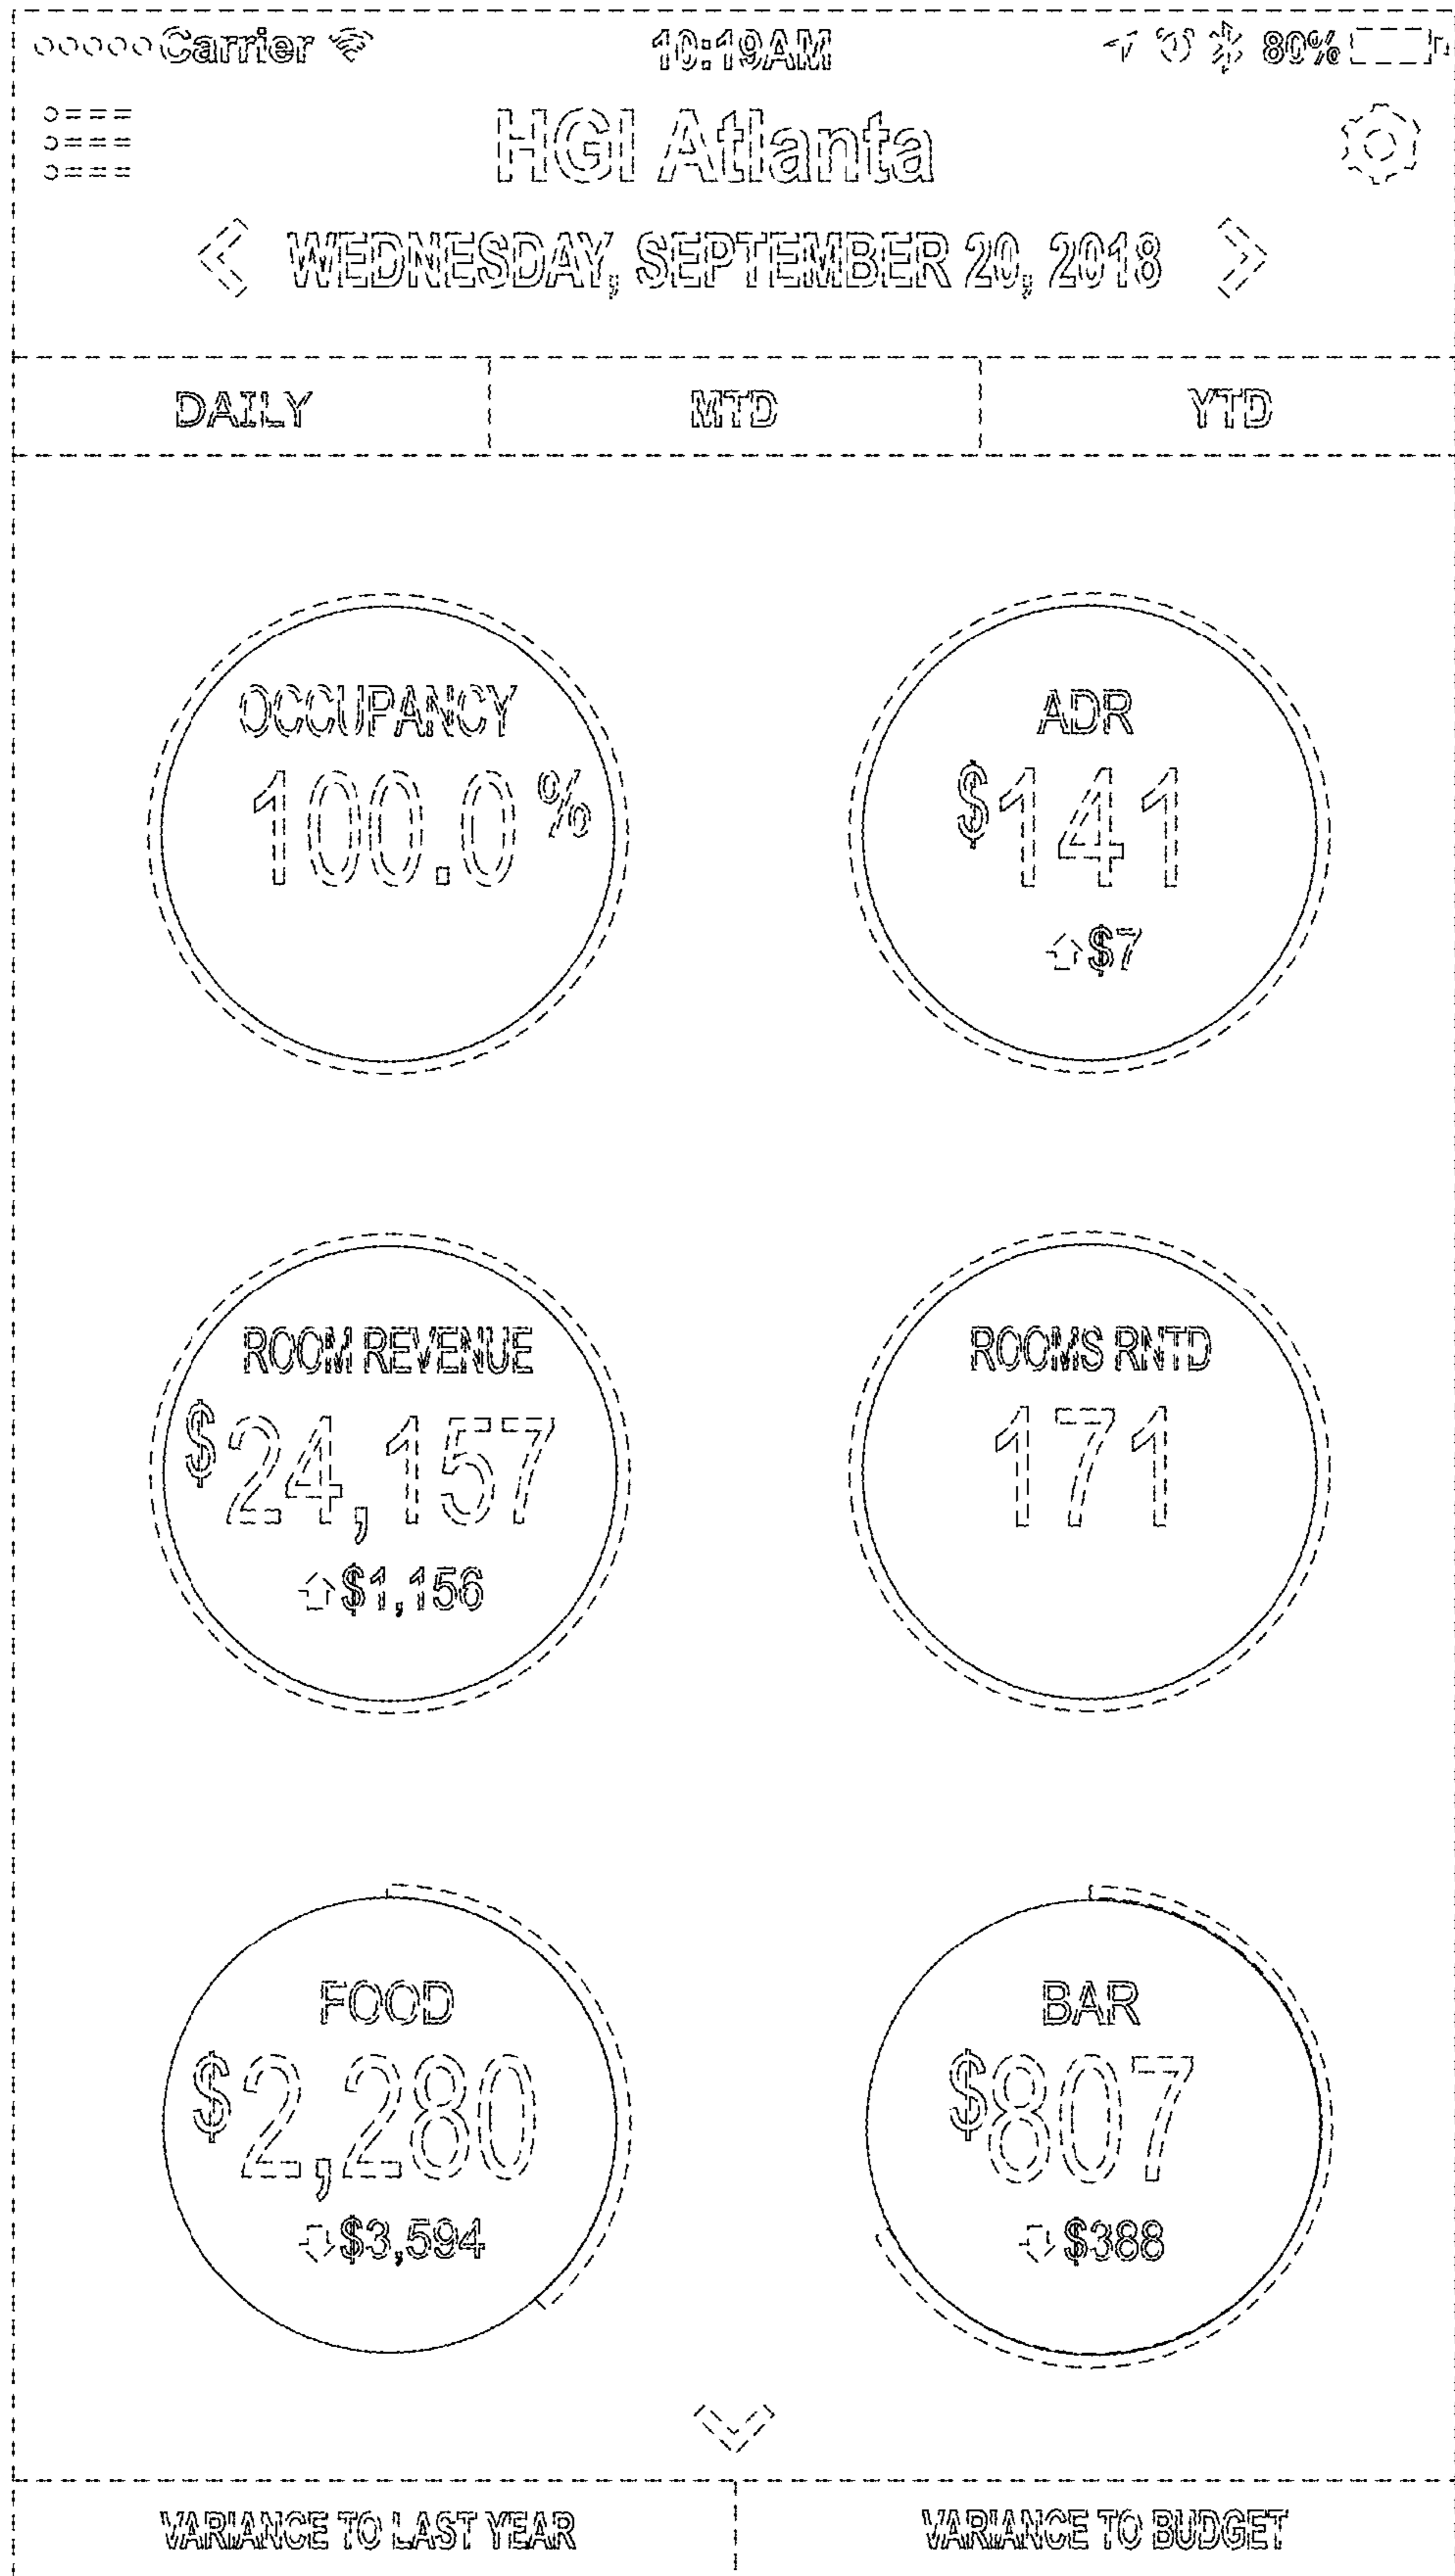 Carrier 10:19AM 80%
HGI Atlanta
WEDNESDAY, SEPTEMBER 20, 2018
DAILY MTD YTD
OCCUPANCY
100.0%
ADR
$141
$7
ROOM REVENUE
$24,157
$1,156
ROOMS RNTD
171
FOOD
$2,280
$3,594
BAR
$807
$388
VARIANCE TO LAST YEAR VARIANCE TO BUDGET